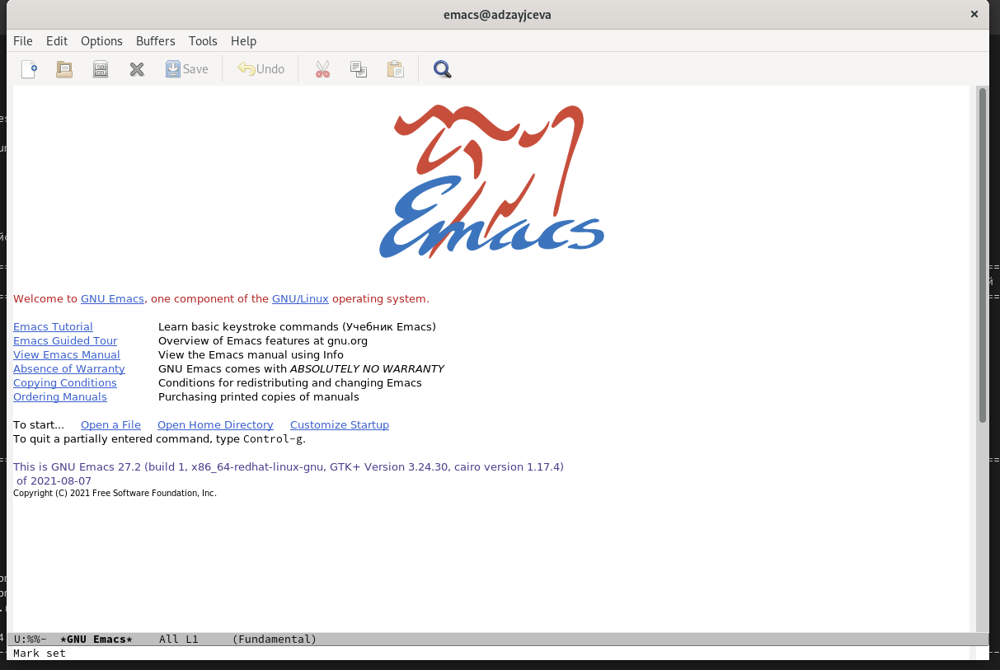 emacs@adzayjceva
File Edit Options Buffers Tools Help
Save Undo
Emacs
Welcome to GNU Emacs, one component of the GNU/Linux operating system.
Emacs Tutorial Learn basic keystroke commands (Учебник Emacs)
Emacs Guided Tour Overview of Emacs features at gnu.org
View Emacs Manual View the Emacs manual using Info
Absence of Warranty GNU Emacs comes with ABSOLUTELY NO WARRANTY
Copying Conditions Conditions for redistributing and changing Emacs
Ordering Manuals Purchasing printed copies of manuals
To start... Open a File Open Home Directory Customize Startup
To quit a partially entered command, type Control-g.
This is GNU Emacs 27.2 (build 1, x86_64-redhat-linux-gnu, GTK+ Version 3.24.30, cairo version 1.17.4)
of 2021-08-07
Copyright (C) 2021 Free Software Foundation, Inc.
U:%%- *GNU Emacs* All L1 (Fundamental)
Mark set